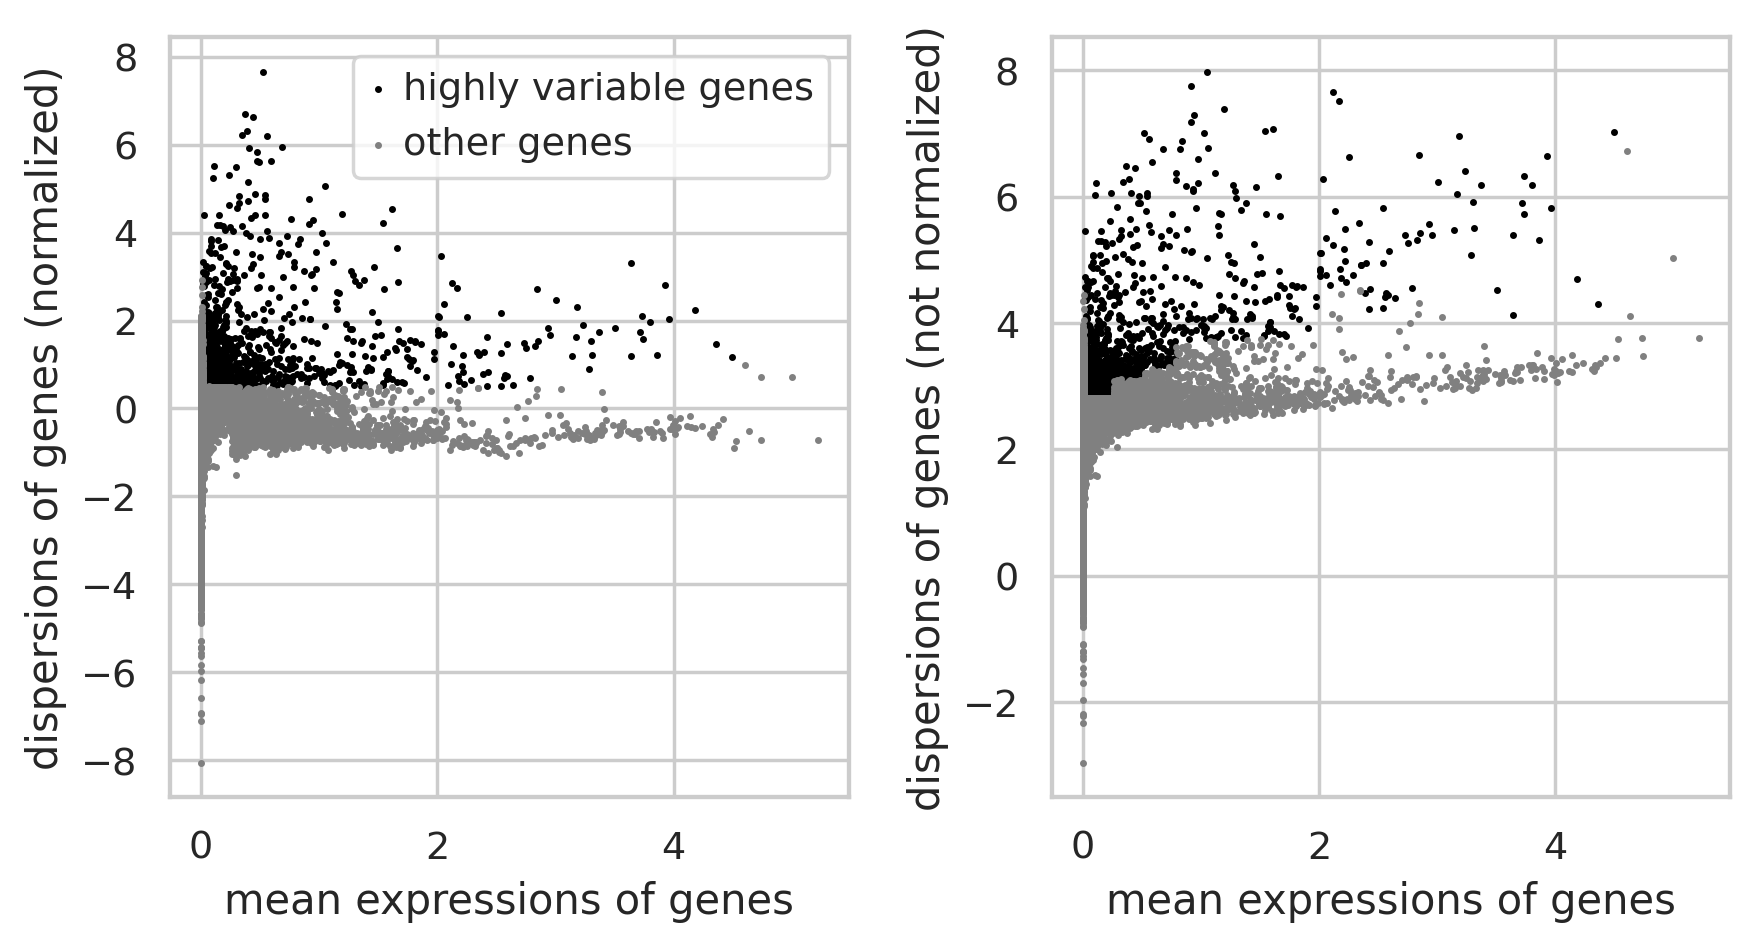 dispersions of genes (normalized)
8
6
4
2
0
−2
−4
−6
−8
highly variable genes
other genes
0 2 4
mean expressions of genes
dispersions of genes (not normalized)
8
6
4
2
0
−2
0 2 4
mean expressions of genes